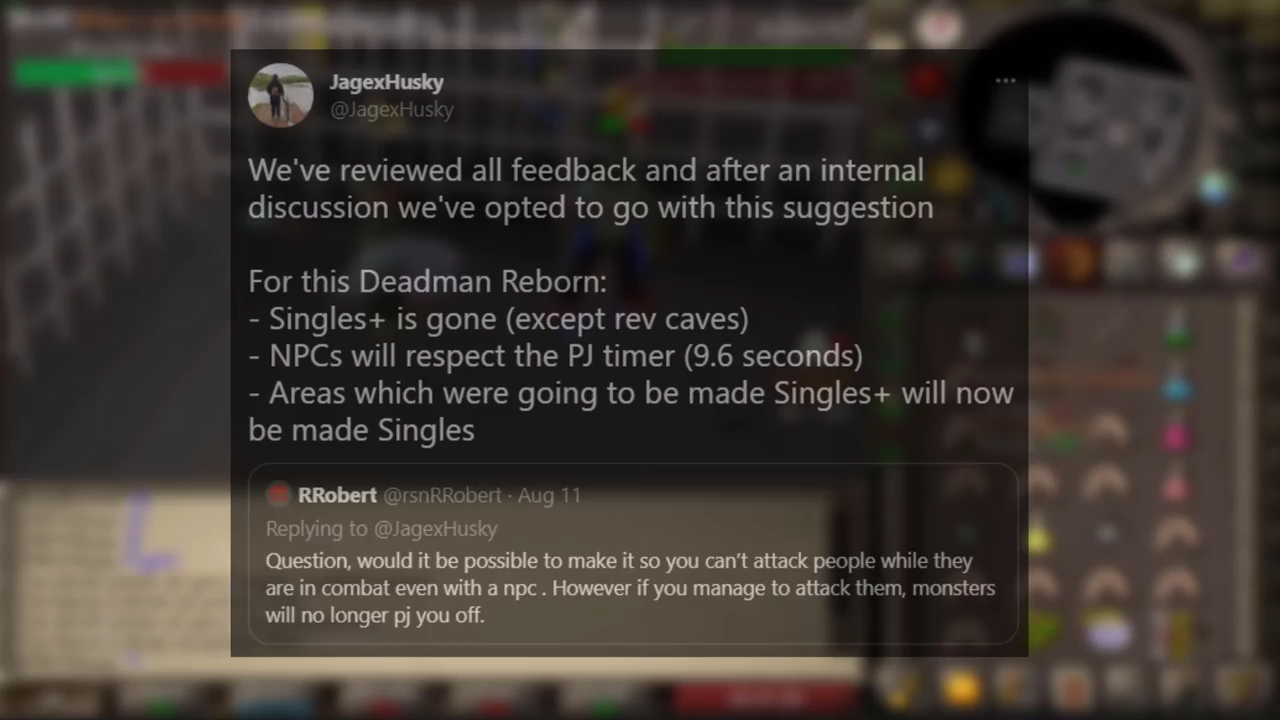 JagexHusky
@JagexHusky
We've reviewed all feedback and after an internal
discussion we've opted to go with this suggestion
For this Deadman Reborn:
- Singles+ is gone (except rev caves)
- NPCs will respect the PJ timer (9.6 seconds)
- Areas which were going to be made Singles+ will now
be made Singles
RRobert @rsnRRobert · Aug 11
Replying to @JagexHusky
Question, would it be possible to make it so you can’t attack people while they
are in combat even with a npc . However if you manage to attack them, monsters
will no longer pj you off.